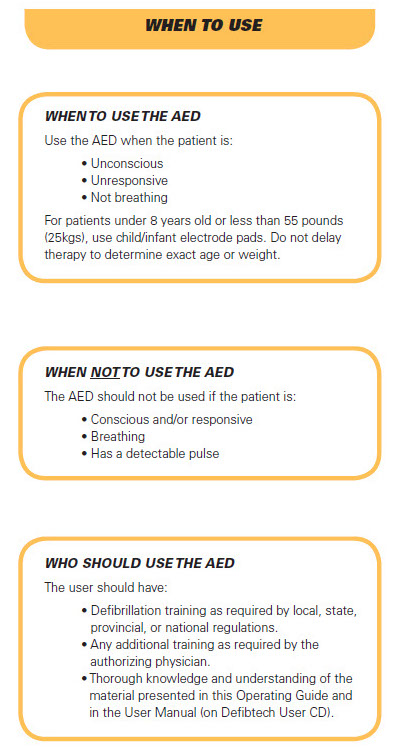 WHEN TO USE
WHEN TO USE THE AED
Use the AED when the patient is:
• Unconscious
• Unresponsive
• Not breathing
For patients under 8 years old or less than 55 pounds
(25kgs), use child/infant electrode pads. Do not delay
therapy to determine exact age or weight.
WHEN NOT TO USE THE AED
The AED should not be used if the patient is:
• Conscious and/or responsive
• Breathing
• Has a detectable pulse
WHO SHOULD USE THE AED
The user should have:
• Defibrillation training as required by local, state,
provincial, or national regulations.
• Any additional training as required by the
authorizing physician.
• Thorough knowledge and understanding of the
material presented in this Operating Guide and
in the User Manual (on Defibtech User CD).